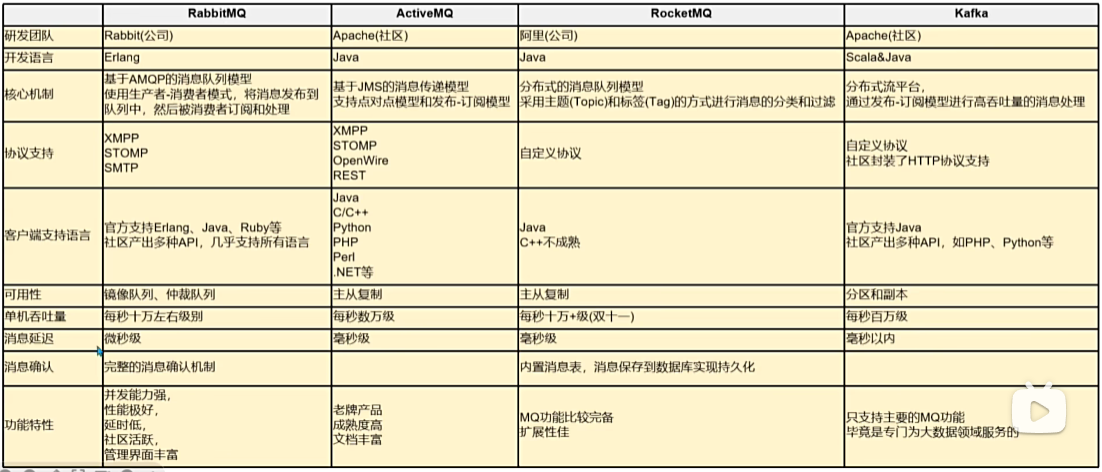 RabbitMQ ActiveMQ RocketMQ Kafka
研发团队 Rabbit(公司) Apache(社区) 阿里(公司) Apache(社区)
开发语言 Erlang Java Java Scala&Java
核心机制
基于AMQP的消息队列模型
使用生产者-消费者模式，将消息发布到
队列中，然后被消费者订阅和处理
基于JMS的消息传递模型
支持点对点模型和发布-订阅模型
分布式的消息队列模型
采用主题(Topic)和标签(Tag)的方式进行消息的分类和过滤
分布式流平台，
通过发布-订阅模型进行高吞吐量的消息处理
协议支持
XMPP
STOMP
SMTP
XMPP
STOMP
OpenWire
REST
自定义协议
自定义协议
社区封装了HTTP协议支持
客户端支持语言
官方支持Erlang、Java、Ruby等
社区产出多种API，几乎支持所有语言
Java
C/C++
Python
PHP
Perl
.NET等
Java
C++不成熟
官方支持Java
社区产出多种API，如PHP、Python等
可用性 镜像队列、仲裁队列 主从复制 主从复制 分区和副本
单机吞吐量 每秒十万左右级别 每秒数万级 每秒十万+级(双十一) 每秒百万级
消息延迟 微秒级 毫秒级 毫秒级 毫秒以内
消息确认 完整的消息确认机制 内置消息表，消息保存到数据库实现持久化
功能特性
并发能力强，
性能极好，
延时低，
社区活跃，
管理界面丰富
老牌产品
成熟度高
文档丰富
MQ功能比较完备
扩展性佳
只支持主要的MQ功能
毕竟是专门为大数据领域服务的